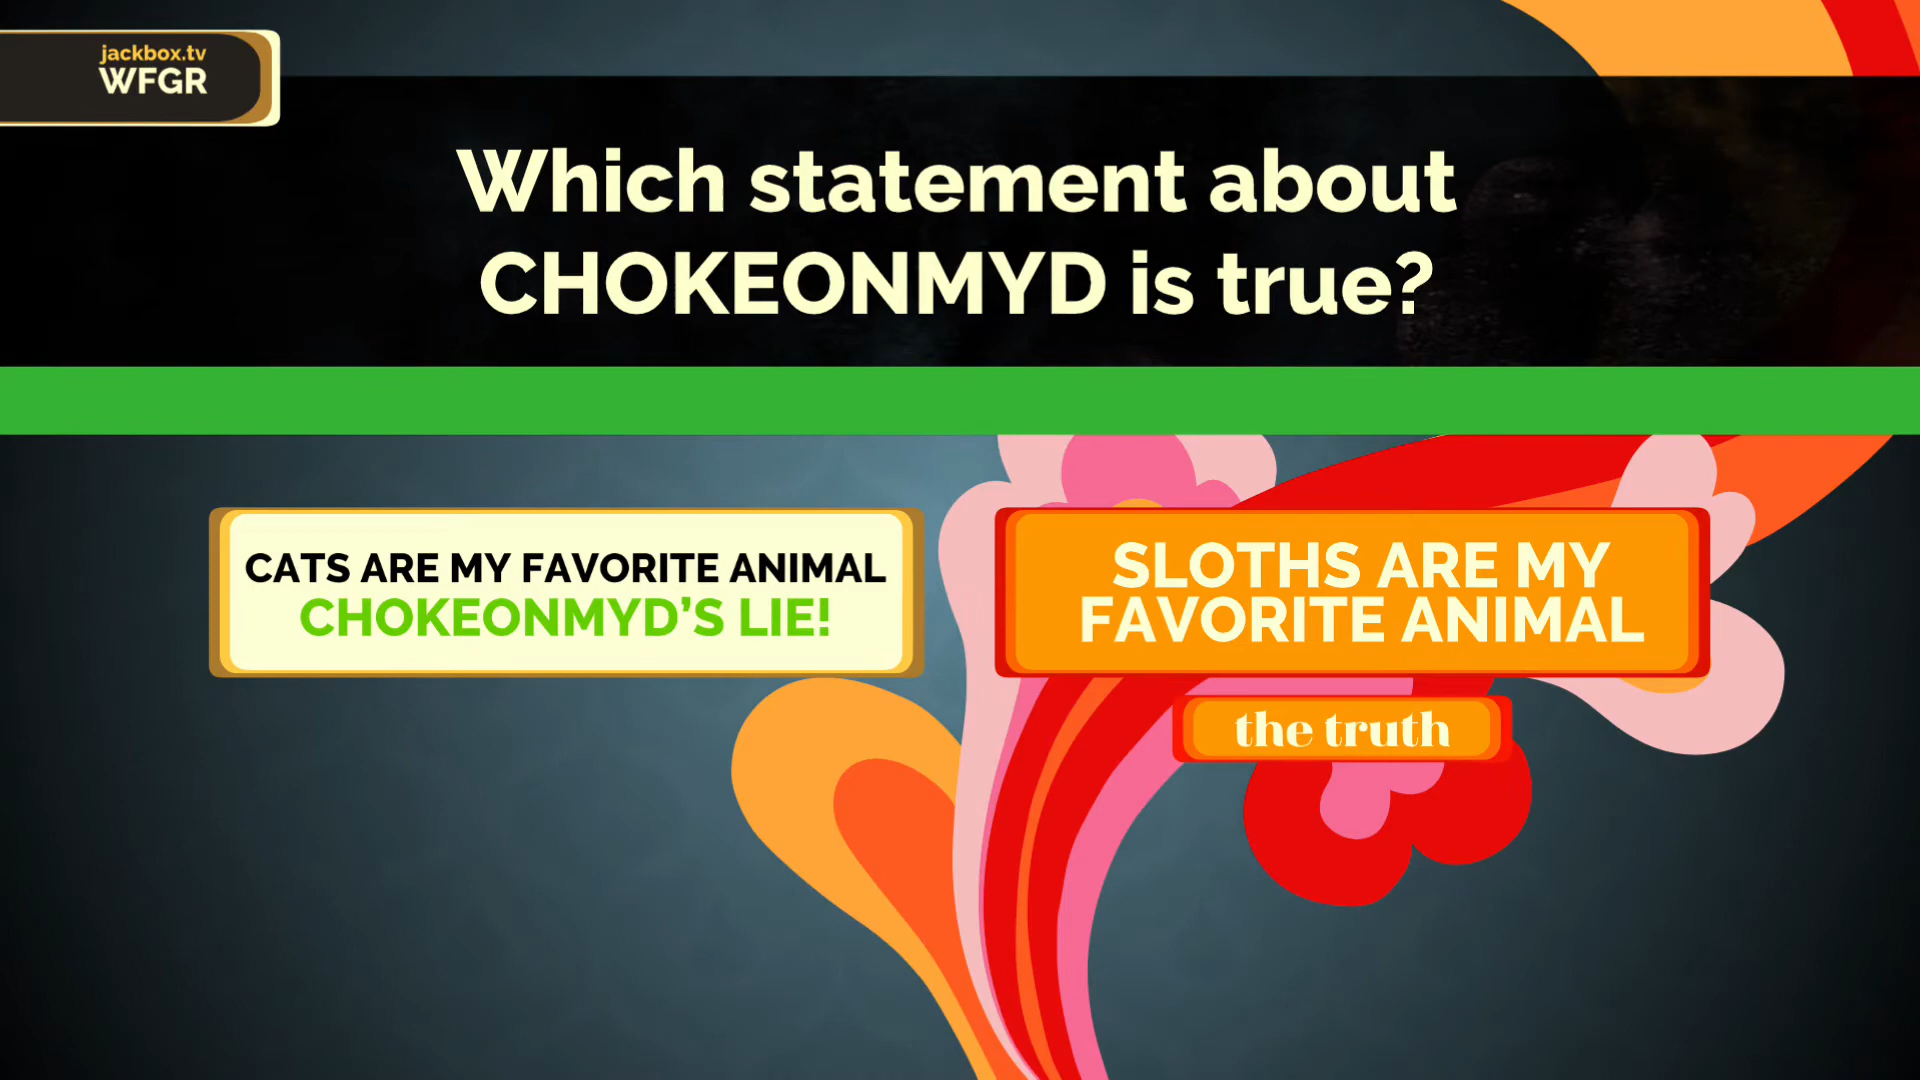 jackbox.tv
WFGR
Which statement about
CHOKEONMYD is true?
CATS ARE MY FAVORITE ANIMAL
CHOKEONMYD'S LIE!
SLOTHS ARE MY
FAVORITE ANIMAL
the truth